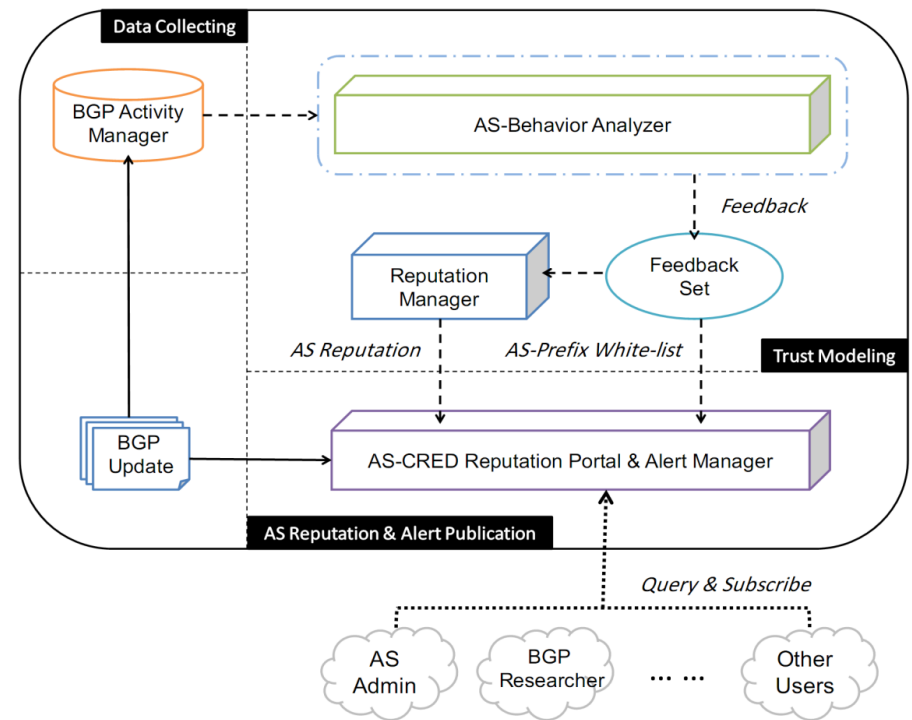 Data Collecting
BGP Activity
Manager
AS-Behavior Analyzer
Feedback
Feedback
Set
Reputation
Manager
AS Reputation
AS-Prefix White-list
Trust Modeling
BGP
Update
AS-CRED Reputation Portal & Alert Manager
AS Reputation & Alert Publication
Query & Subscribe
AS
Admin
BGP
Researcher
... ...
Other
Users